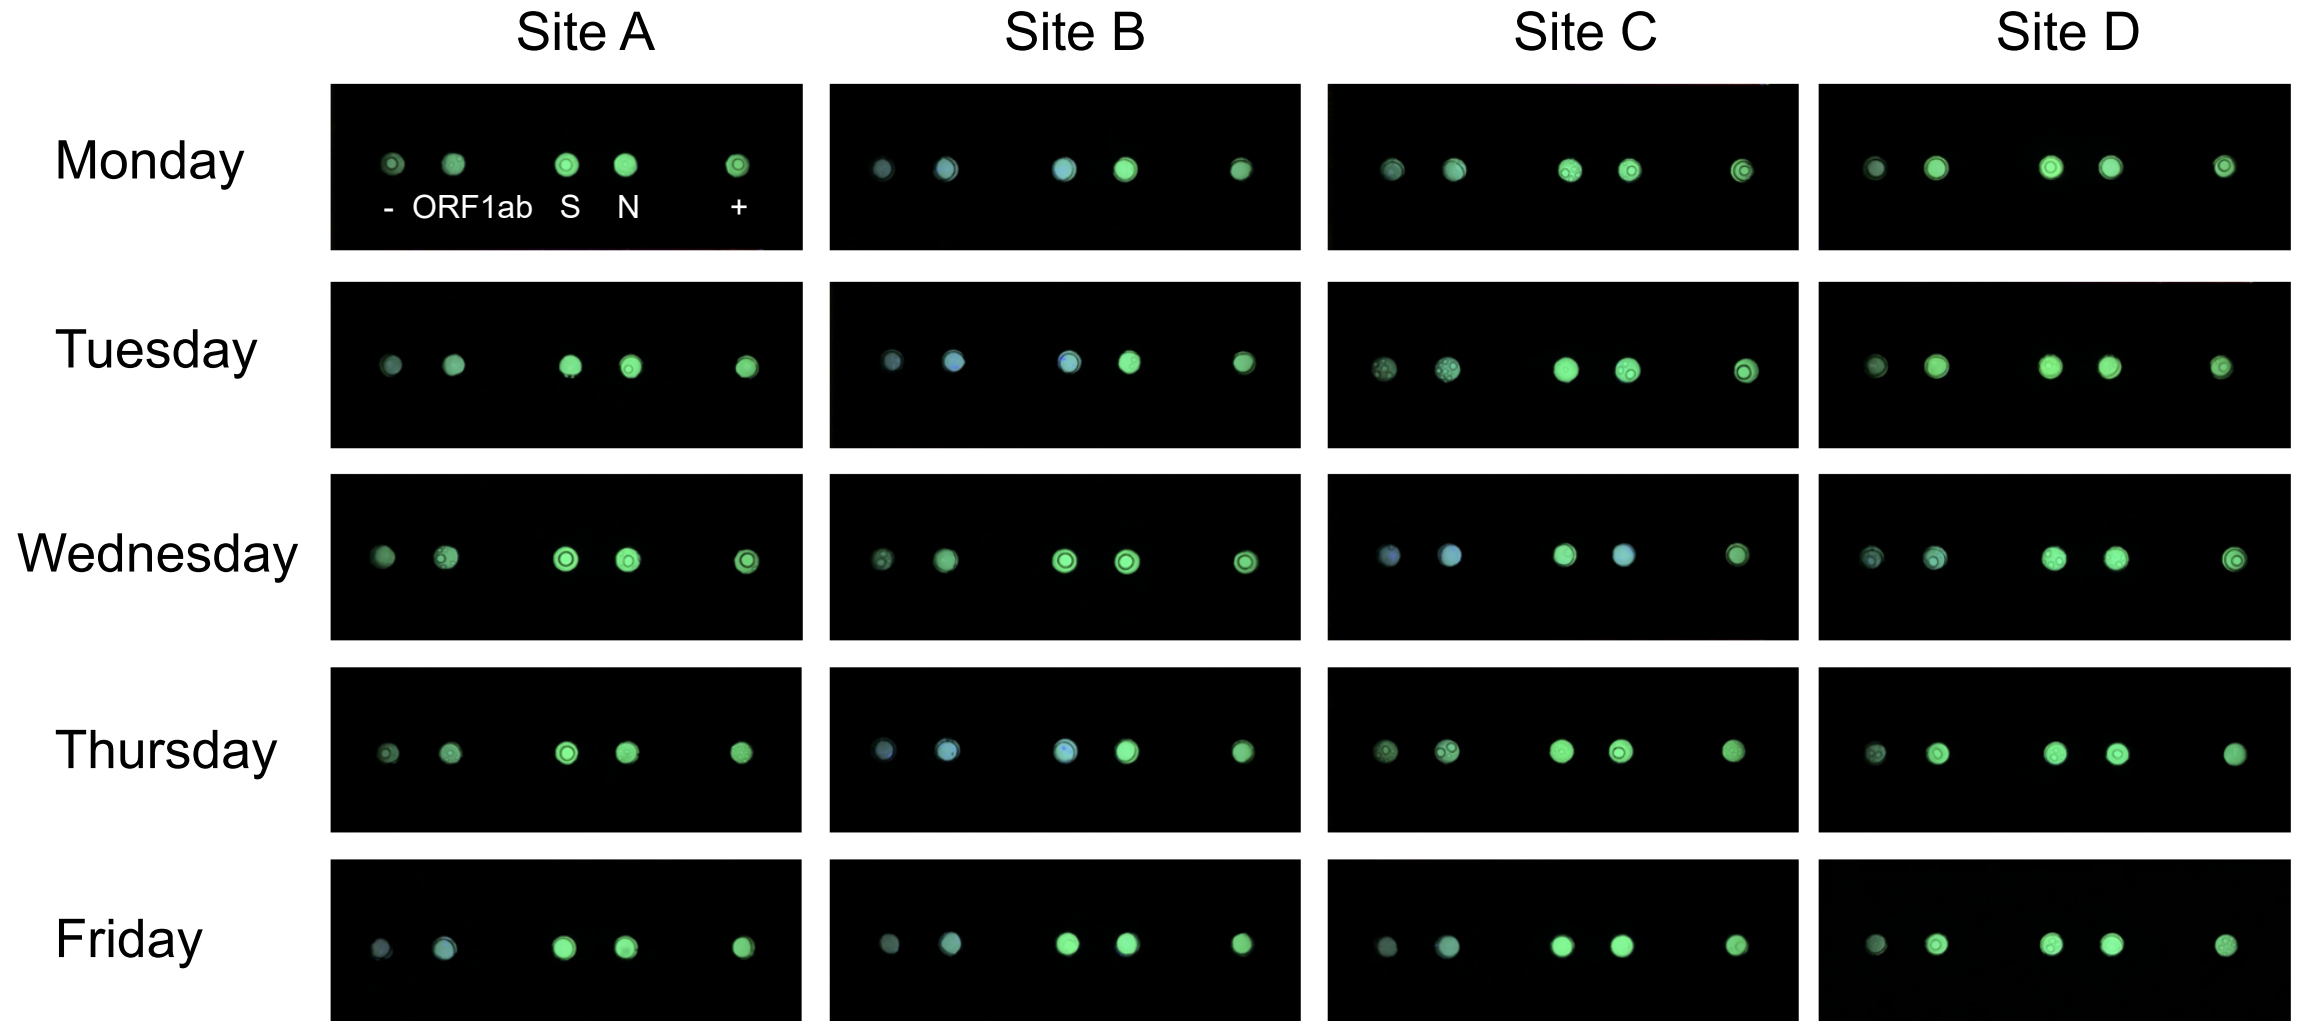 Site A Site B Site C Site D
Monday
- ORF1ab S N +
Tuesday
Wednesday
Thursday
Friday